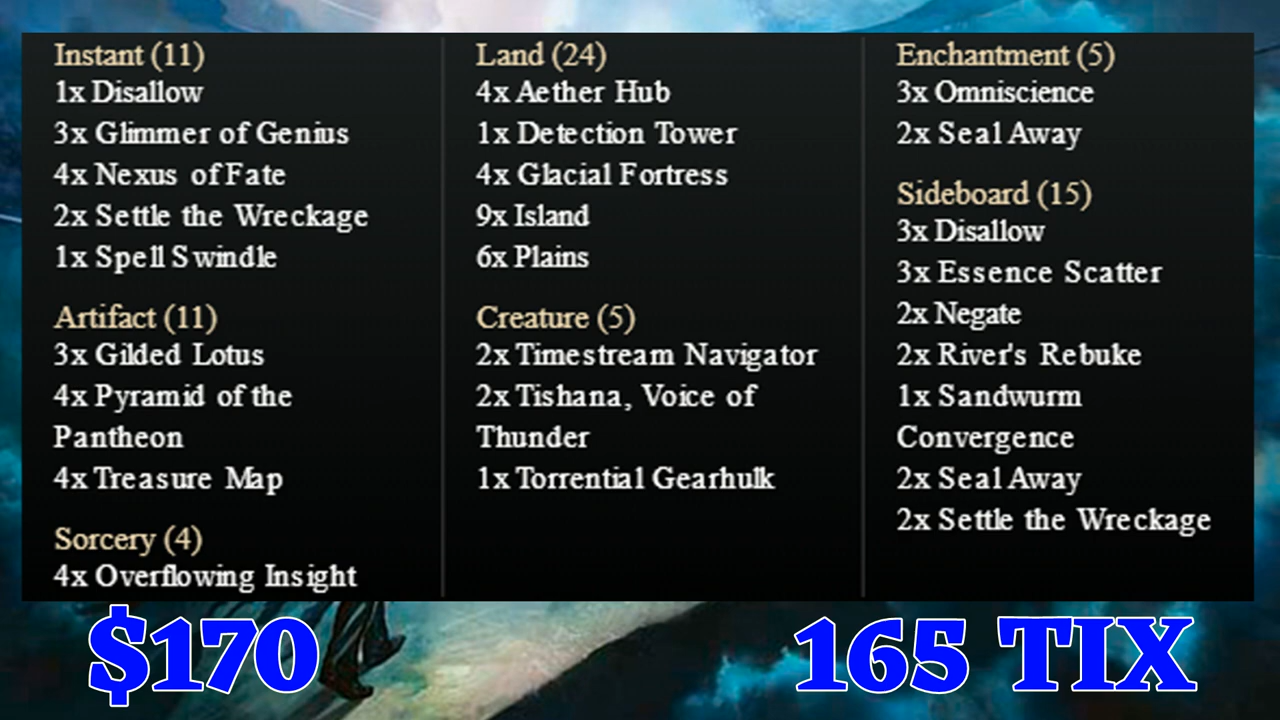 Instant (11)
1x Disallow
3x Glimmer of Genius
4x Nexus of Fate
2x Settle the Wreckage
1x Spell Swindle
Artifact (11)
3x Gilded Lotus
4x Pyramid of the
Pantheon
4x Treasure Map
Sorcery (4)
4x Overflowing Insight
Land (24)
4x Aether Hub
1x Detection Tower
4x Glacial Fortress
9x Island
6x Plains
Creature (5)
2x Timestream Navigator
2x Tishana, Voice of
Thunder
1x Torrential Gearhulk
Enchantment (5)
3x Omniscience
2x Seal Away
Sideboard (15)
3x Disallow
3x Essence Scatter
2x Negate
2x River's Rebuke
1x Sandwurm
Convergence
2x Seal Away
2x Settle the Wreckage
$170
165 TIX